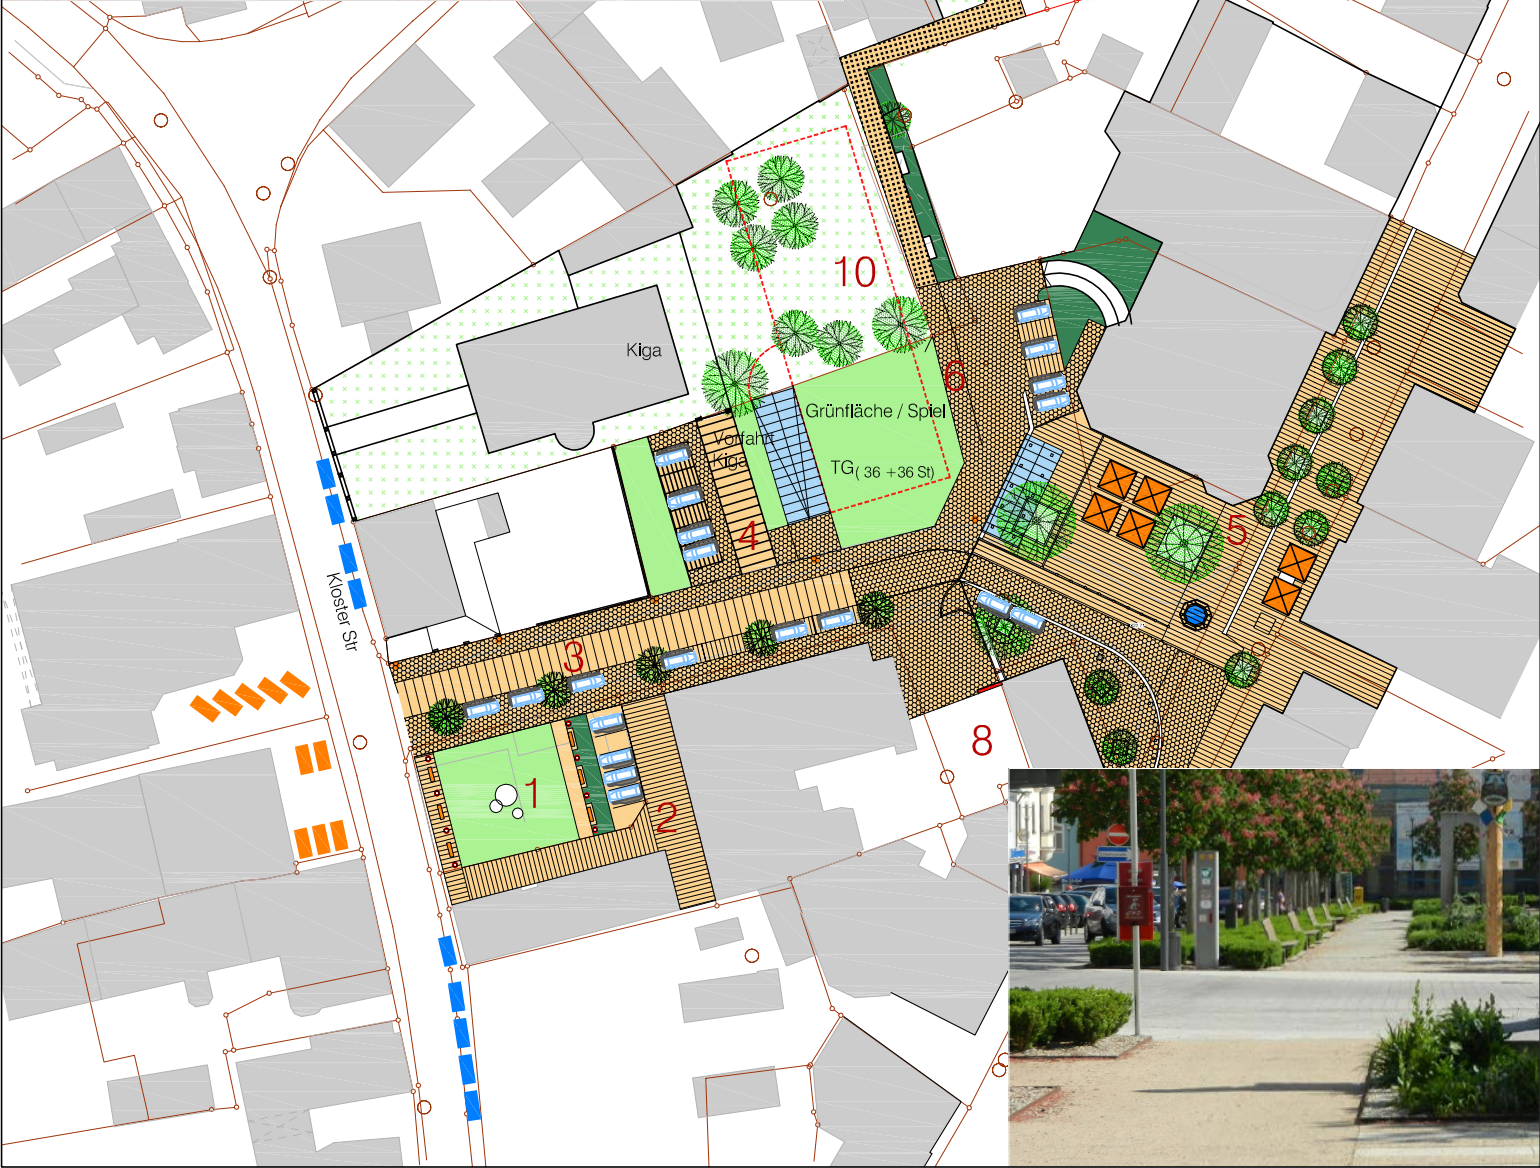 10
Kiga
6
Grünfläche / Spiel
Vorfahrt
Kiga
TG( 36 +36 St)
4
5
Kloster Str
3
8
1
2